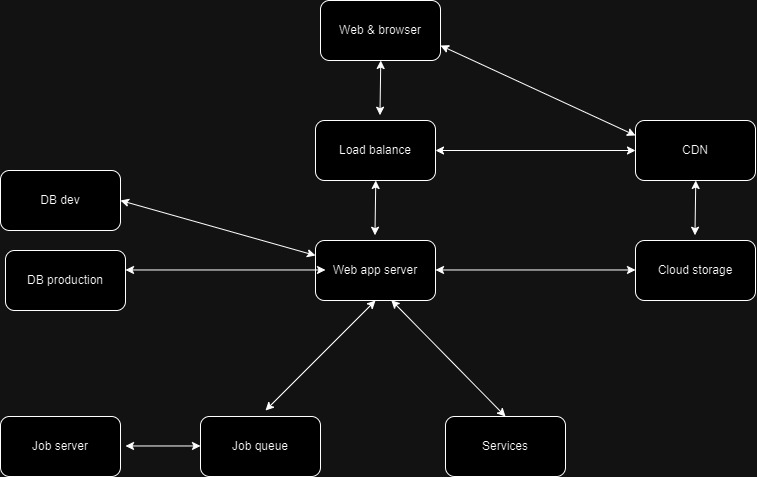 Web & browser
Load balance
CDN
DB dev
DB production
Web app server
Cloud storage
Job server
Job queue
Services